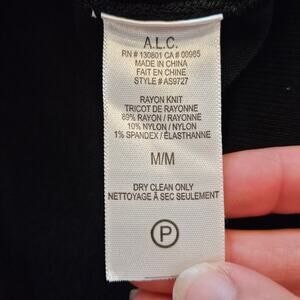 A.L.C.
RN # 130801 CA # 00965
MADE IN CHINA
FAIT EN CHINE
STYLE # AS9727
RAYON KNIT
TRICOT DE RAYONNE
89% RAYON / RAYONNE
10% NYLON / NYLON
1% SPANDEX / ÉLASTHANNE
M/M
DRY CLEAN ONLY
NETTOYAGE À SEC SEULEMENT
P